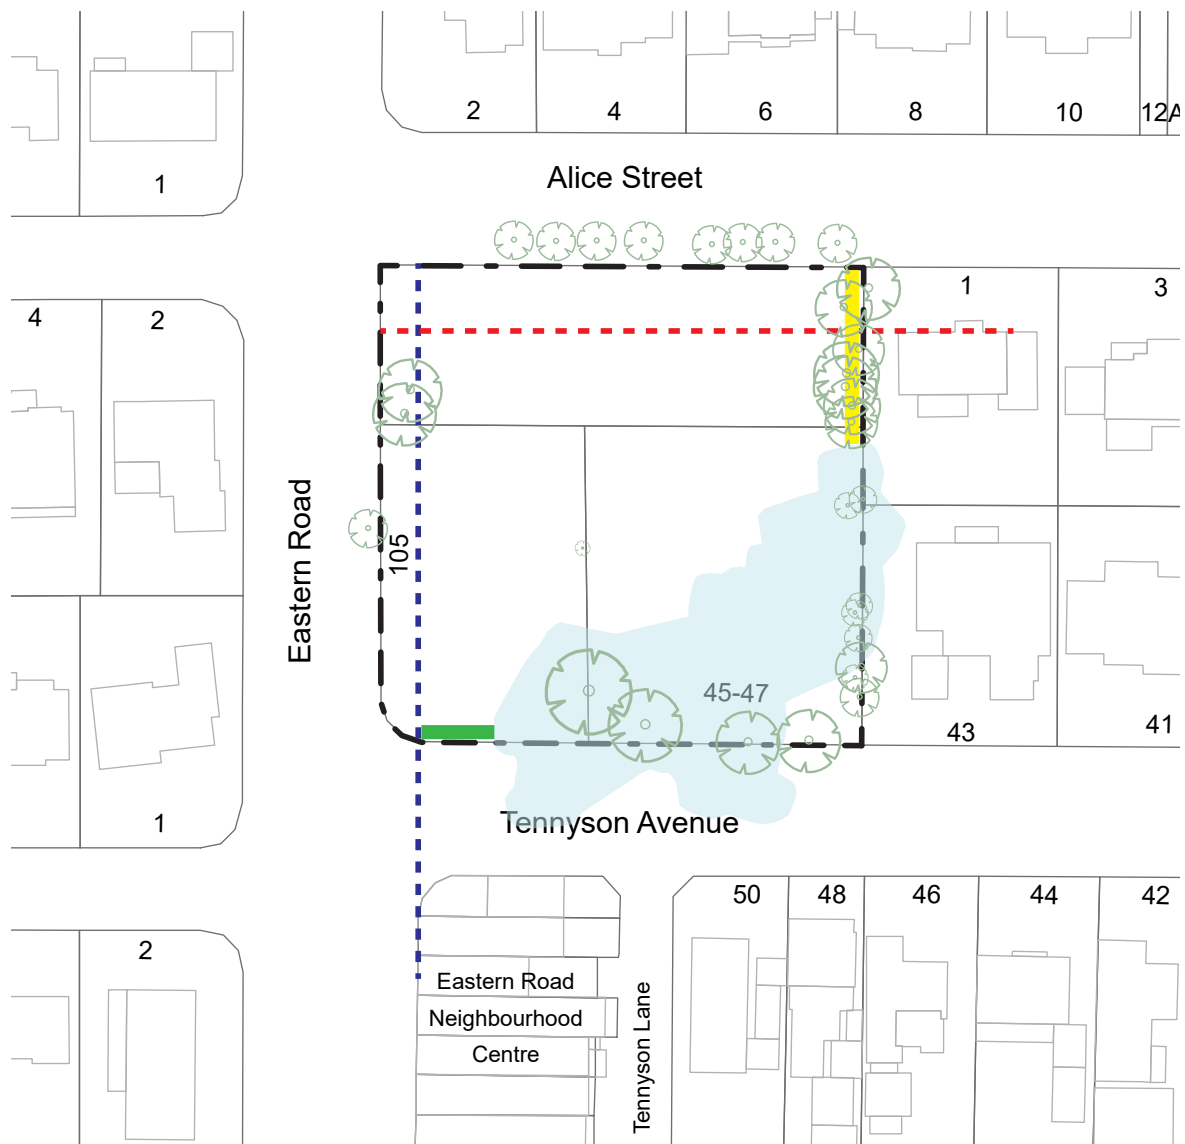 2
4
6
8
10
12A
1
Alice Street
1
3
4
2
Eastern Road
105
45-47
43
41
1
Tennyson Avenue
50
48
46
44
42
2
Eastern Road
Neighbourhood
Centre
Tennyson Lane